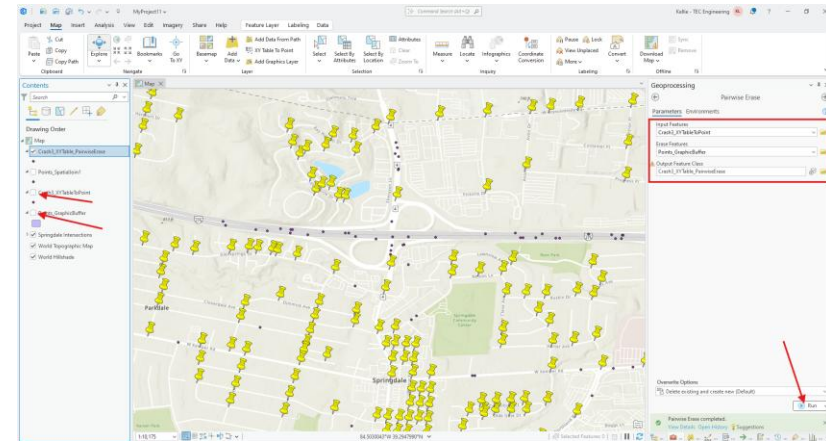 MyProject11
Command Search (Alt+Q)
Kallie - TEC Engineering
Project Map Insert Analysis View Edit Imagery Share Help Feature Layer Labeling Data
Cut
Copy
Copy Path
Paste
Explore
Bookmarks
Go To XY
Basemap
Add Data
Add Data From Path
XY Table To Point
Add Graphics Layer
Select
Select By Attributes
Select By Location
Attributes
Clear
Zoom To
Measure
Locate
Infographics
Coordinate Conversion
Pause Lock
View Unplaced
More
Convert
Download Map
Remove
Clipboard Navigate Layer Selection Inquiry Labeling Offline
Contents
Search
Drawing Order
Map
Crash3_XYTable_PairwiseErase
Points_SpatialJoin1
Crash3_XYTableToPoint
Points_GraphicBuffer
Springdale Intersections
World Topographic Map
World Hillshade
Map
Parkdale
Springdale
1:18,175
Selected Features: 0
Geoprocessing
Pairwise Erase
Parameters Environments
Input Features
Crash3_XYTableToPoint
Erase Features
Points_GraphicBuffer
Output Feature Class
Crash3_XYTable_PairwiseErase
Overwrite Options
Delete existing and create new (Default)
Run
Pairwise Erase completed.
View Details Open History Suggestions